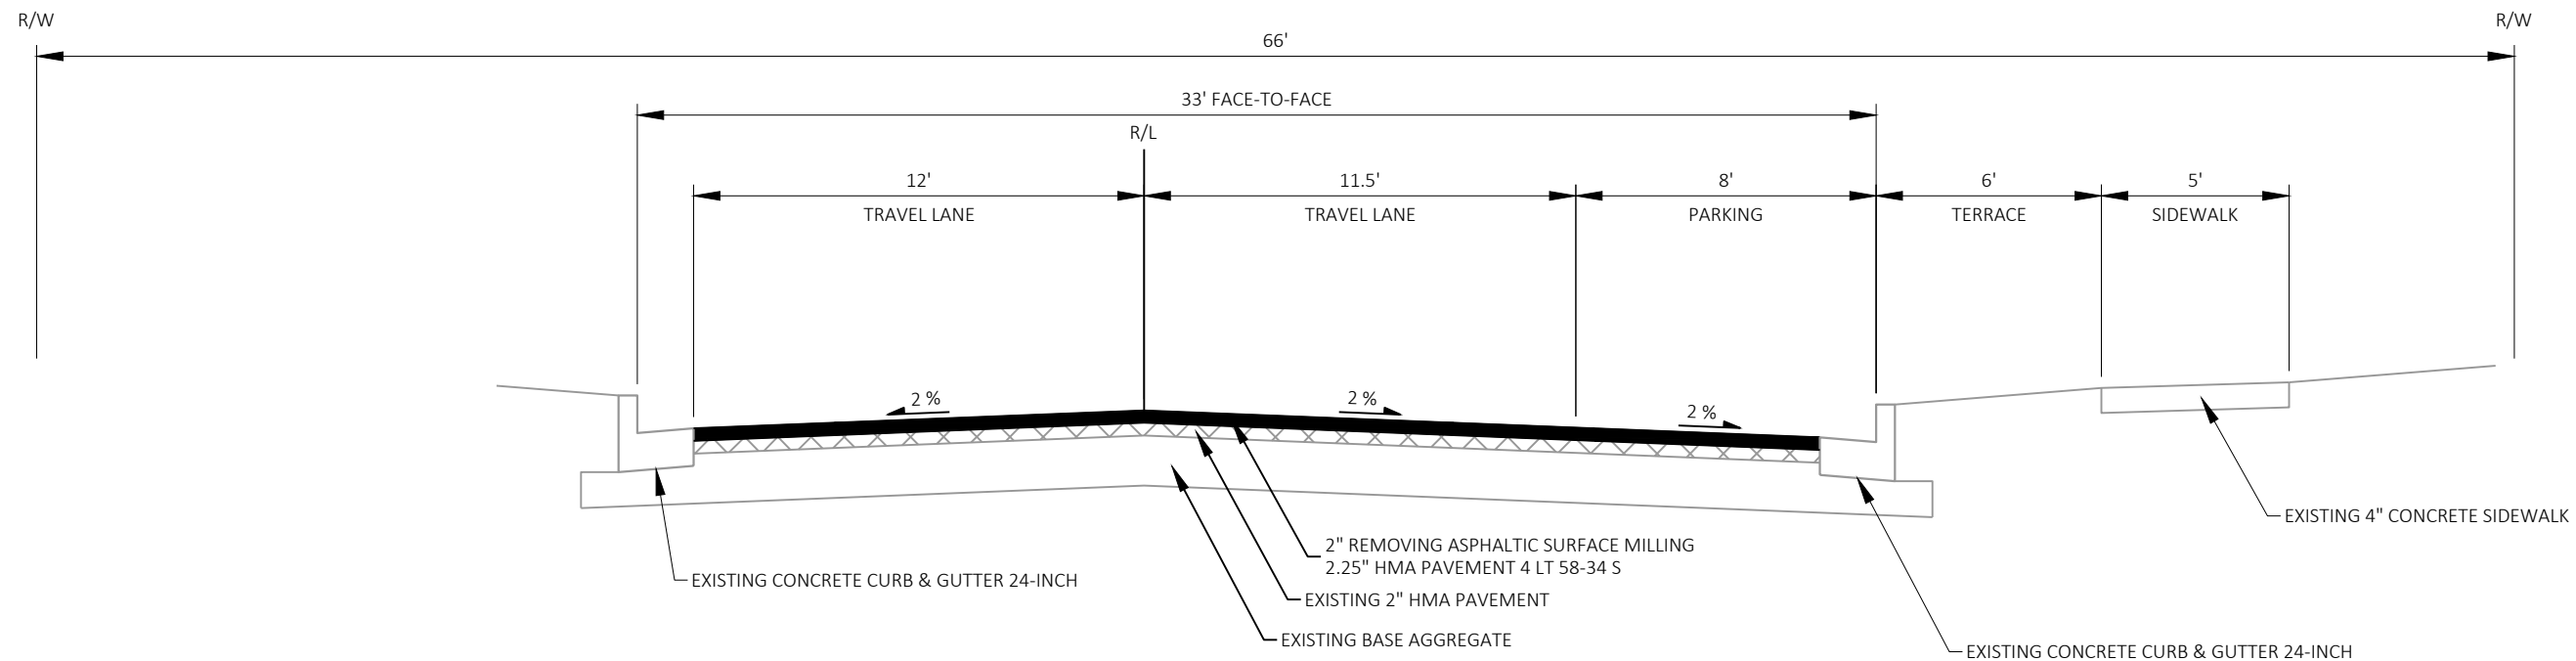 R/W
R/W
66'
33' FACE-TO-FACE
R/L
12'
11.5'
8'
6'
5'
TRAVEL LANE
TRAVEL LANE
PARKING
TERRACE
SIDEWALK
2 %
2 %
2 %
EXISTING 4" CONCRETE SIDEWALK
2" REMOVING ASPHALTIC SURFACE MILLING
2.25" HMA PAVEMENT 4 LT 58-34 S
EXISTING CONCRETE CURB & GUTTER 24-INCH
EXISTING 2" HMA PAVEMENT
EXISTING BASE AGGREGATE
EXISTING CONCRETE CURB & GUTTER 24-INCH